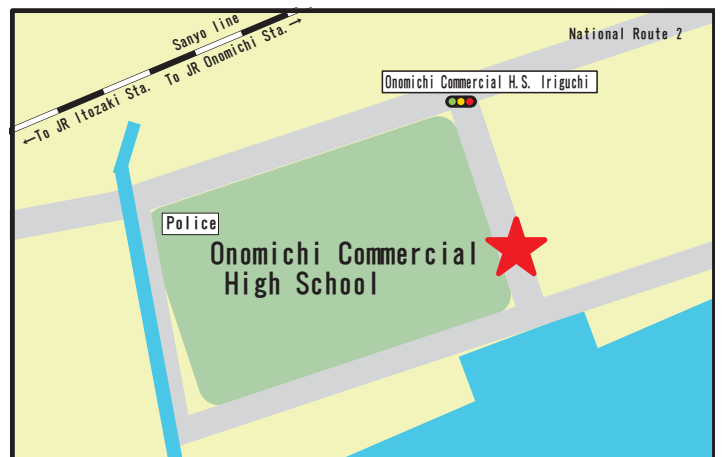 Sanyo line
National Route 2
←To JR Itozaki Sta. To JR Onomichi Sta.→
Onomichi Commercial H.S. Iriguchi
Police
Onomichi Commercial
High School